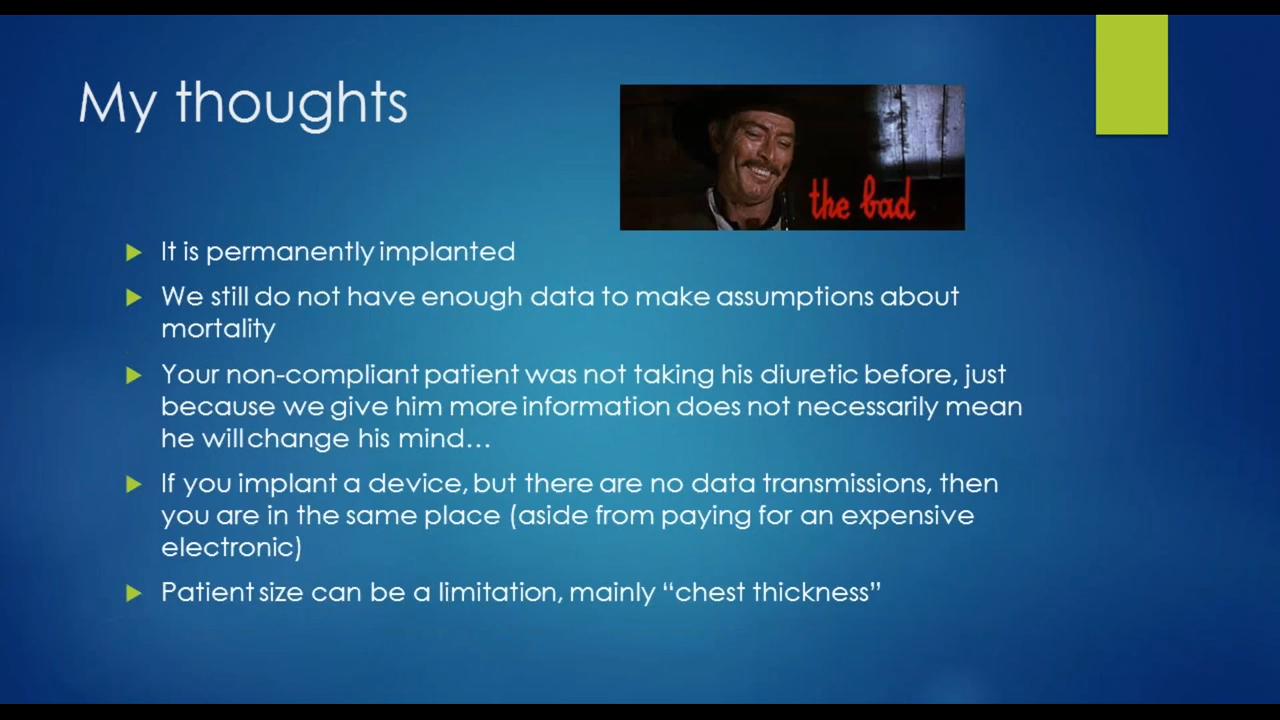 My thoughts
the bad
It is permanently implanted
We still do not have enough data to make assumptions about
mortality
Your non-compliant patient was not taking his diuretic before, just
because we give him more information does not necessarily mean
he will change his mind…
If you implant a device, but there are no data transmissions, then
you are in the same place (aside from paying for an expensive
electronic)
Patient size can be a limitation, mainly “chest thickness”